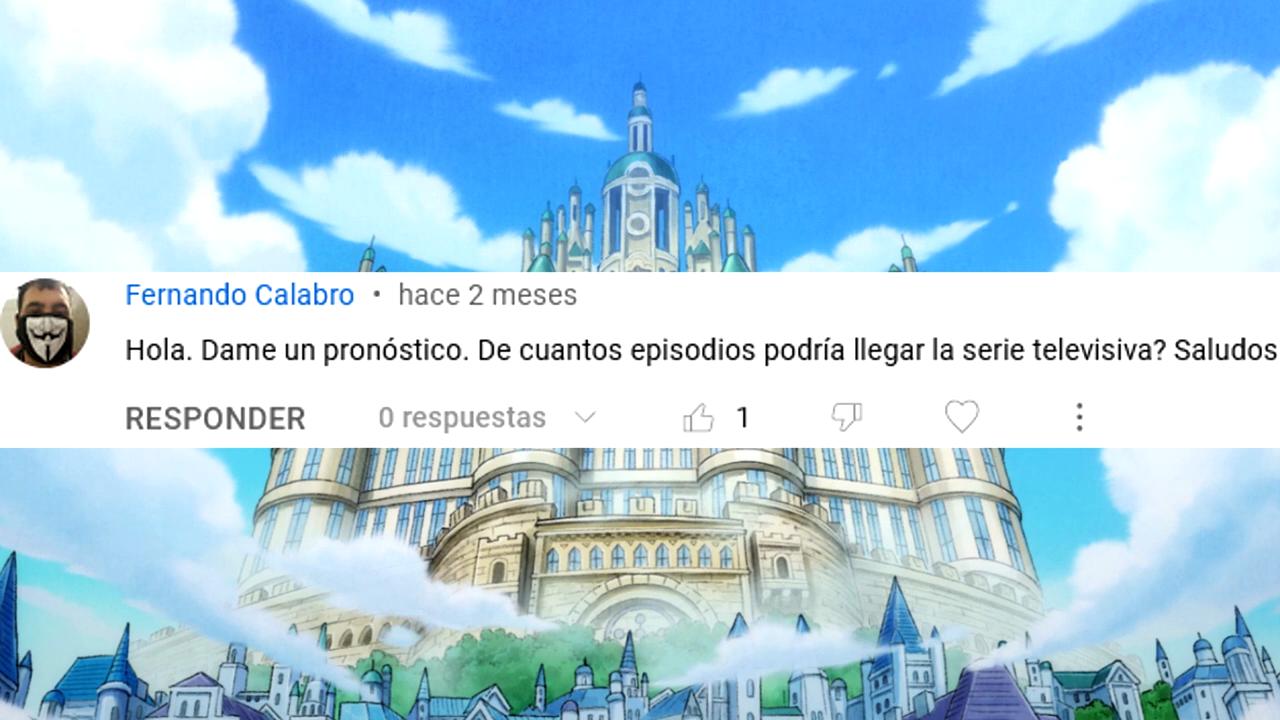 Fernando Calabro • hace 2 meses
Hola. Dame un pronóstico. De cuantos episodios podría llegar la serie televisiva? Saludos
RESPONDER 0 respuestas 1